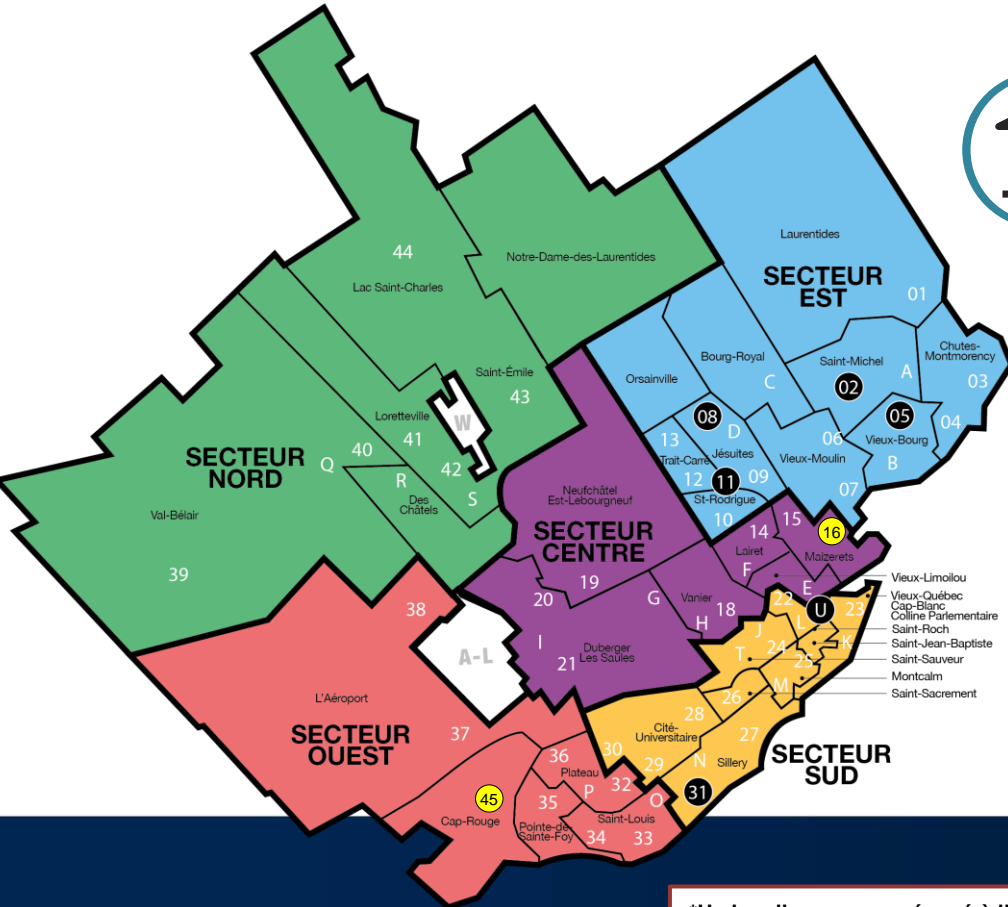 1
44
Lac Saint-Charles
Notre-Dame-des-Laurentides
Laurentides
SECTEUR
EST
01
Saint-Émile
43
Loretteville
41
W
40
42
Q
R
S
Des
Châtels
SECTEUR
NORD
Val-Bélair
39
Orsainville
Bourg-Royal
C
Saint-Michel
02
A
Chutes-
Montmorency
03
04
05
Vieux-Bourg
B
06
Vieux-Moulin
07
08
D
Jésuites
13
Trait-Carré
12
11
09
St-Rodrigue
10
Neufchâtel
Est-Lebourgneuf
SECTEUR
CENTRE
19
20
G
I
21
Duberger
Les Saules
Vanier
18
H
14
Lairet
F
15
16
Maizerets
E
Vieux-Limoilou
Vieux-Québec
Cap-Blanc
Colline Parlementaire
Saint-Roch
Saint-Jean-Baptiste
Saint-Sauveur
Montcalm
Saint-Sacrement
22
U
23
J
L
K
24
25
T
M
26
28
Cité-
Universitaire
27
30
29
N
Sillery
31
SECTEUR
SUD
38
A-L
L'Aéroport
SECTEUR
OUEST
37
36
Plateau
P
32
O
45
Cap-Rouge
35
Pointe-de-
Sainte-Foy
Saint-Louis
34
33